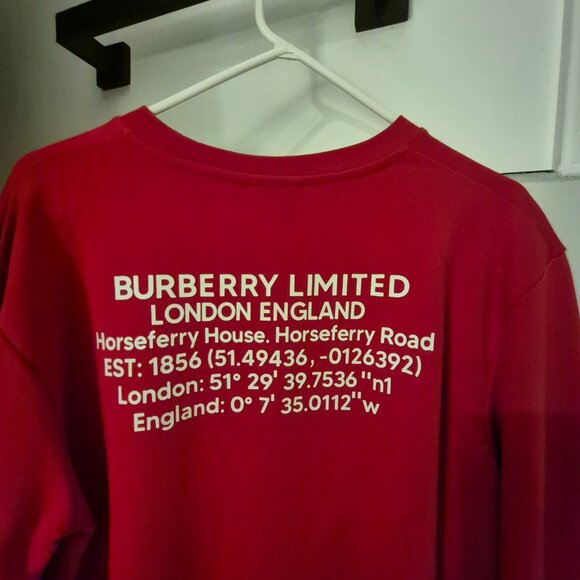 BURBERRY LIMITED
LONDON ENGLAND
Horseferry House. Horseferry Road
EST: 1856 (51.49436, -0126392)
London: 51° 29' 39.7536 "n1
England: 0° 7' 35.0112"w